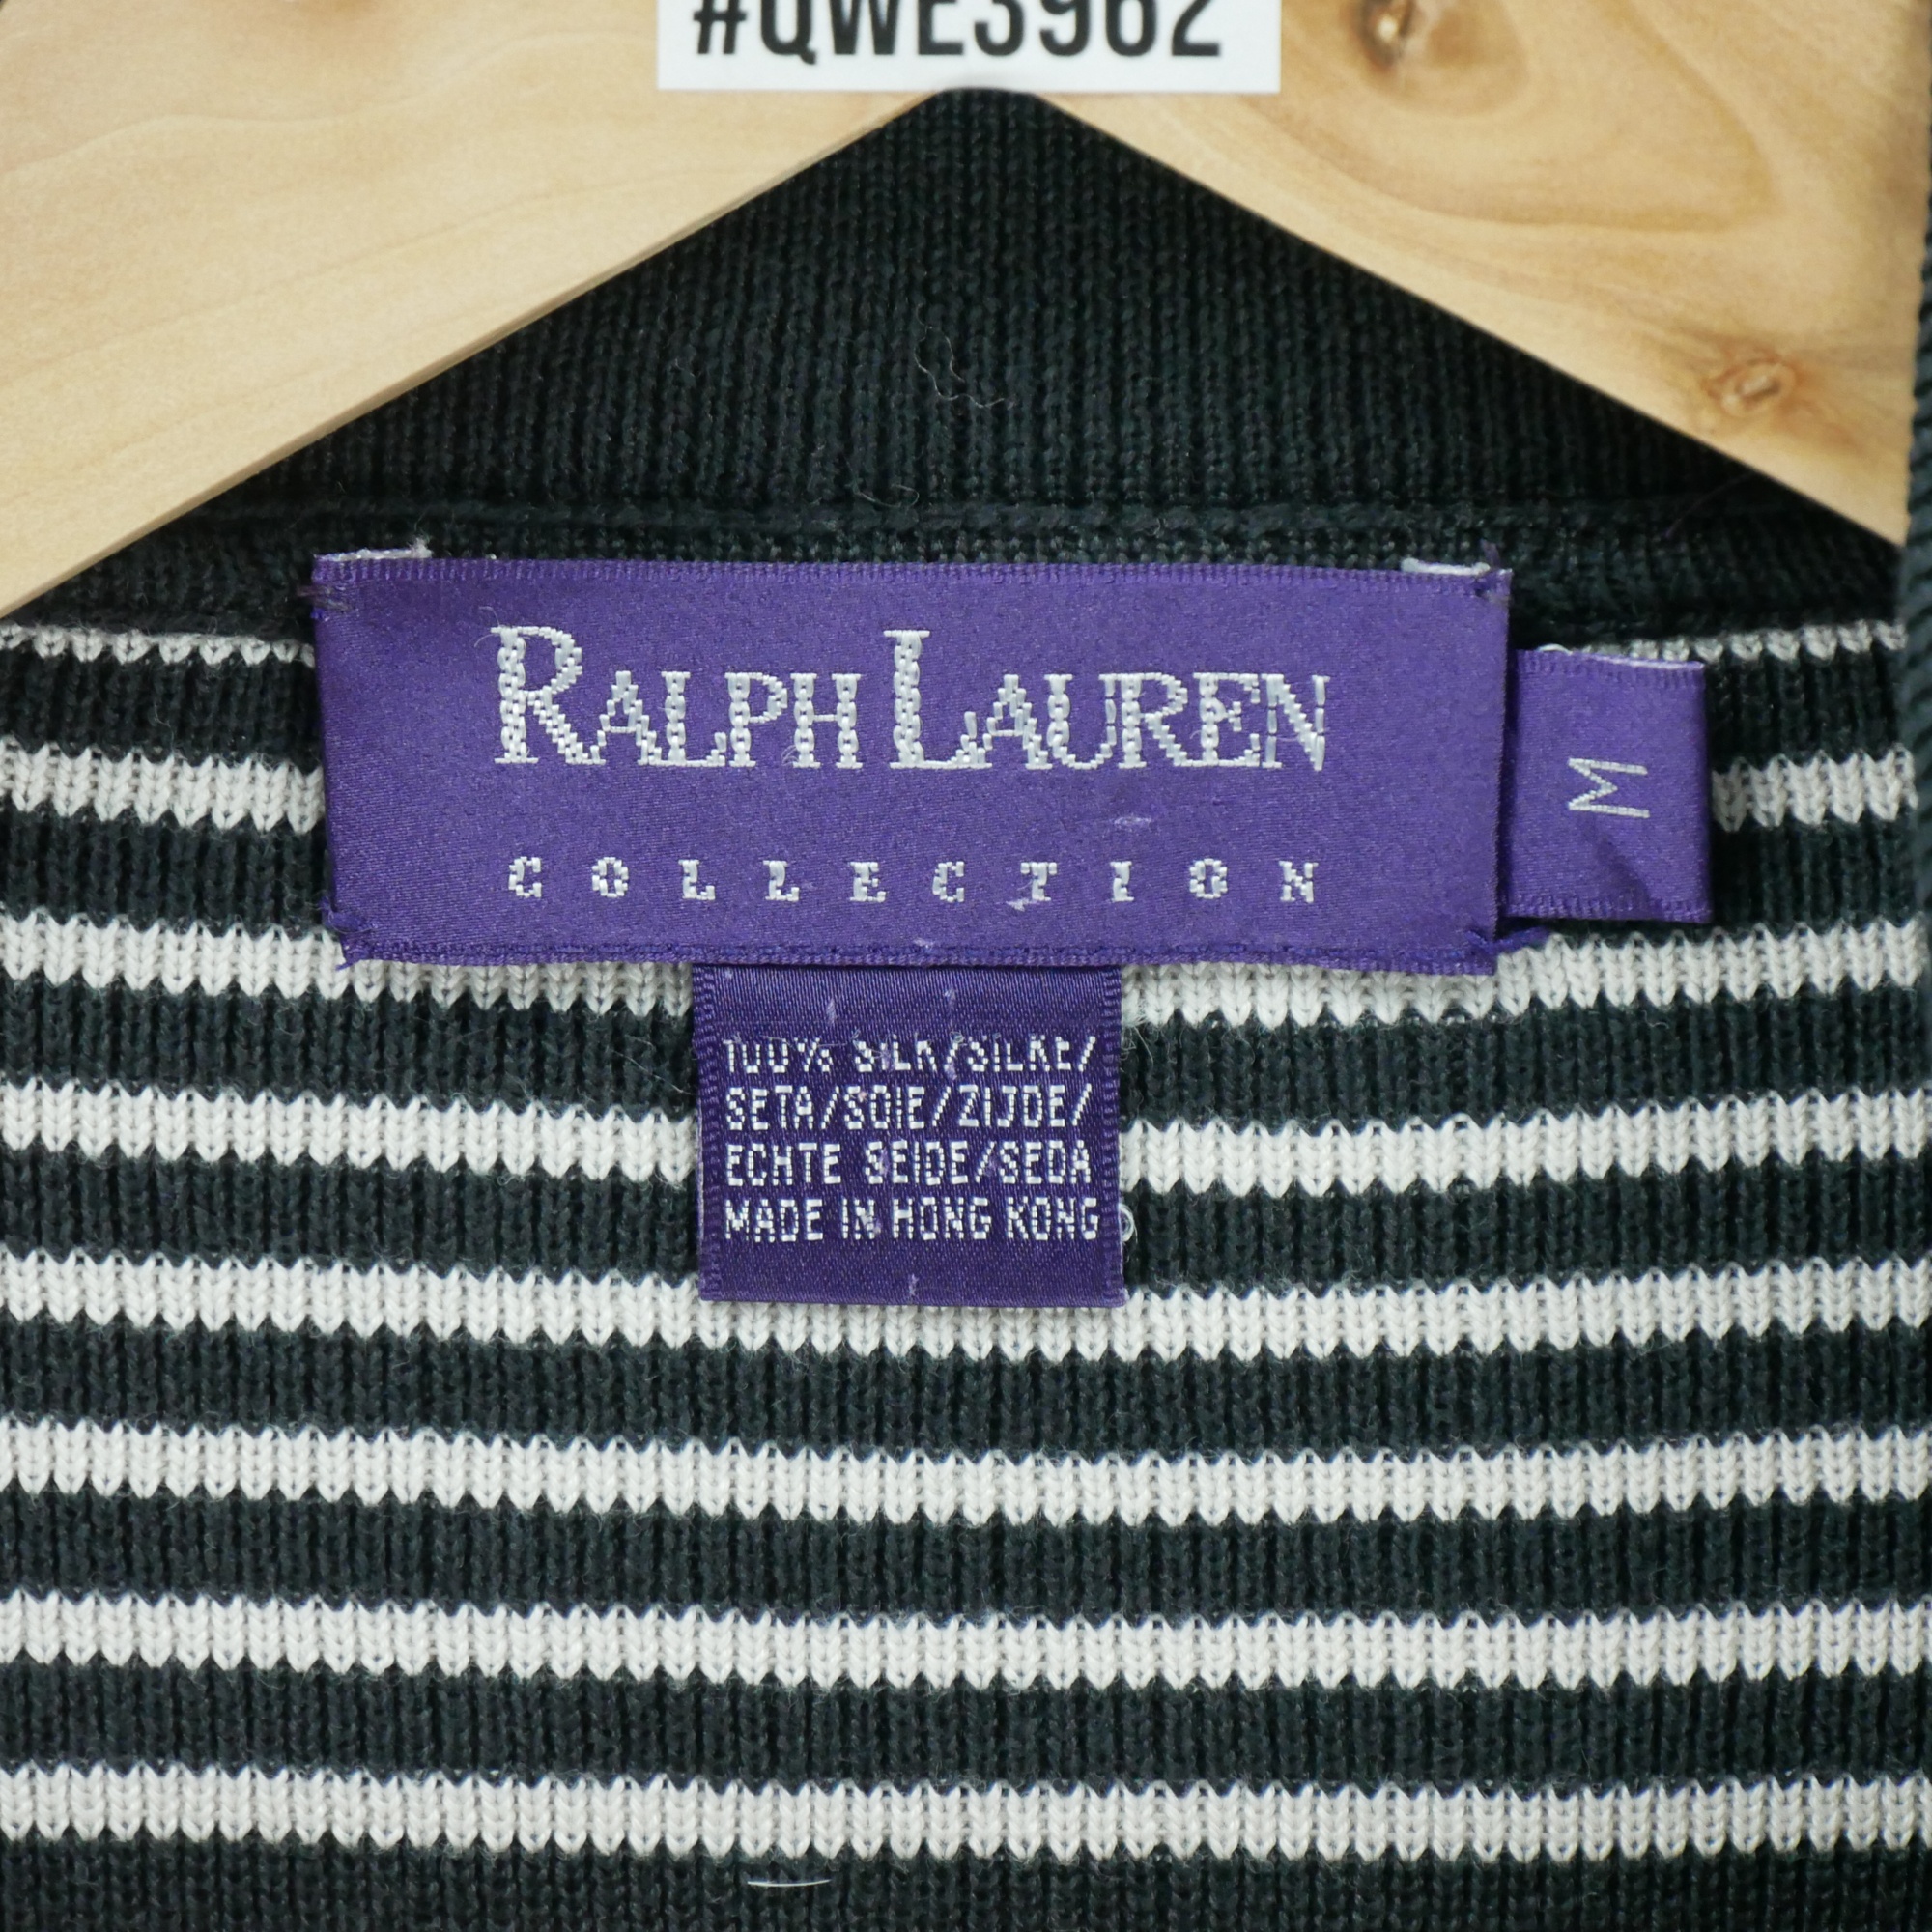 #QWE3962
RALPH LAUREN
COLLECTION
M
100% SILK/SILKE/
SETA/SOIE/ZIJDE/
ECHTE SEIDE/SEDA
MADE IN HONG KONG